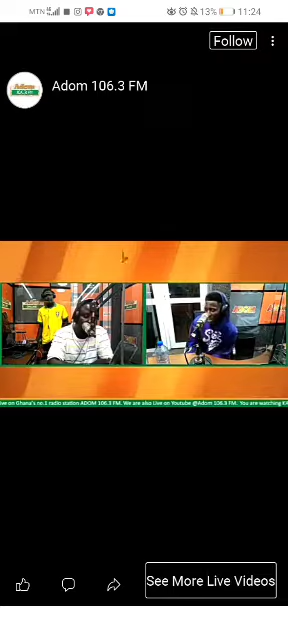 MTN
13%
11:24
Follow
Adom 106.3 FM
ive on Ghana's no.1 radio station ADOM 106.3 FM. We are also Live on Youtube @Adom 106.3 FM. You are watching KA
See More Live Videos